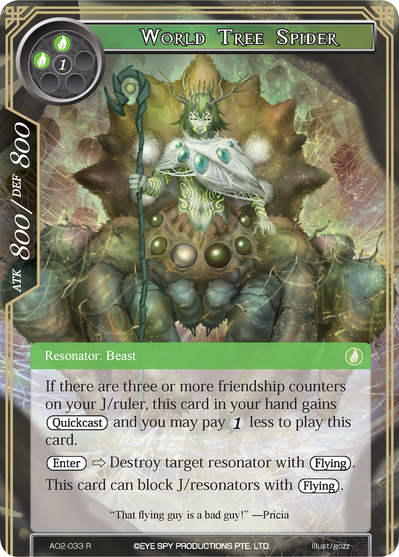 World Tree Spider
1
ATK 800/DEF 800
Resonator: Beast
If there are three or more friendship counters
on your J/ruler, this card in your hand gains
Quickcast and you may pay 1 less to play this
card.
Enter ⇨ Destroy target resonator with Flying.
This card can block J/resonators with Flying.
“That flying guy is a bad guy!” —Pricia
AO2-033 R
©EYE SPY PRODUCTIONS PTE. LTD.
Illust/gozz